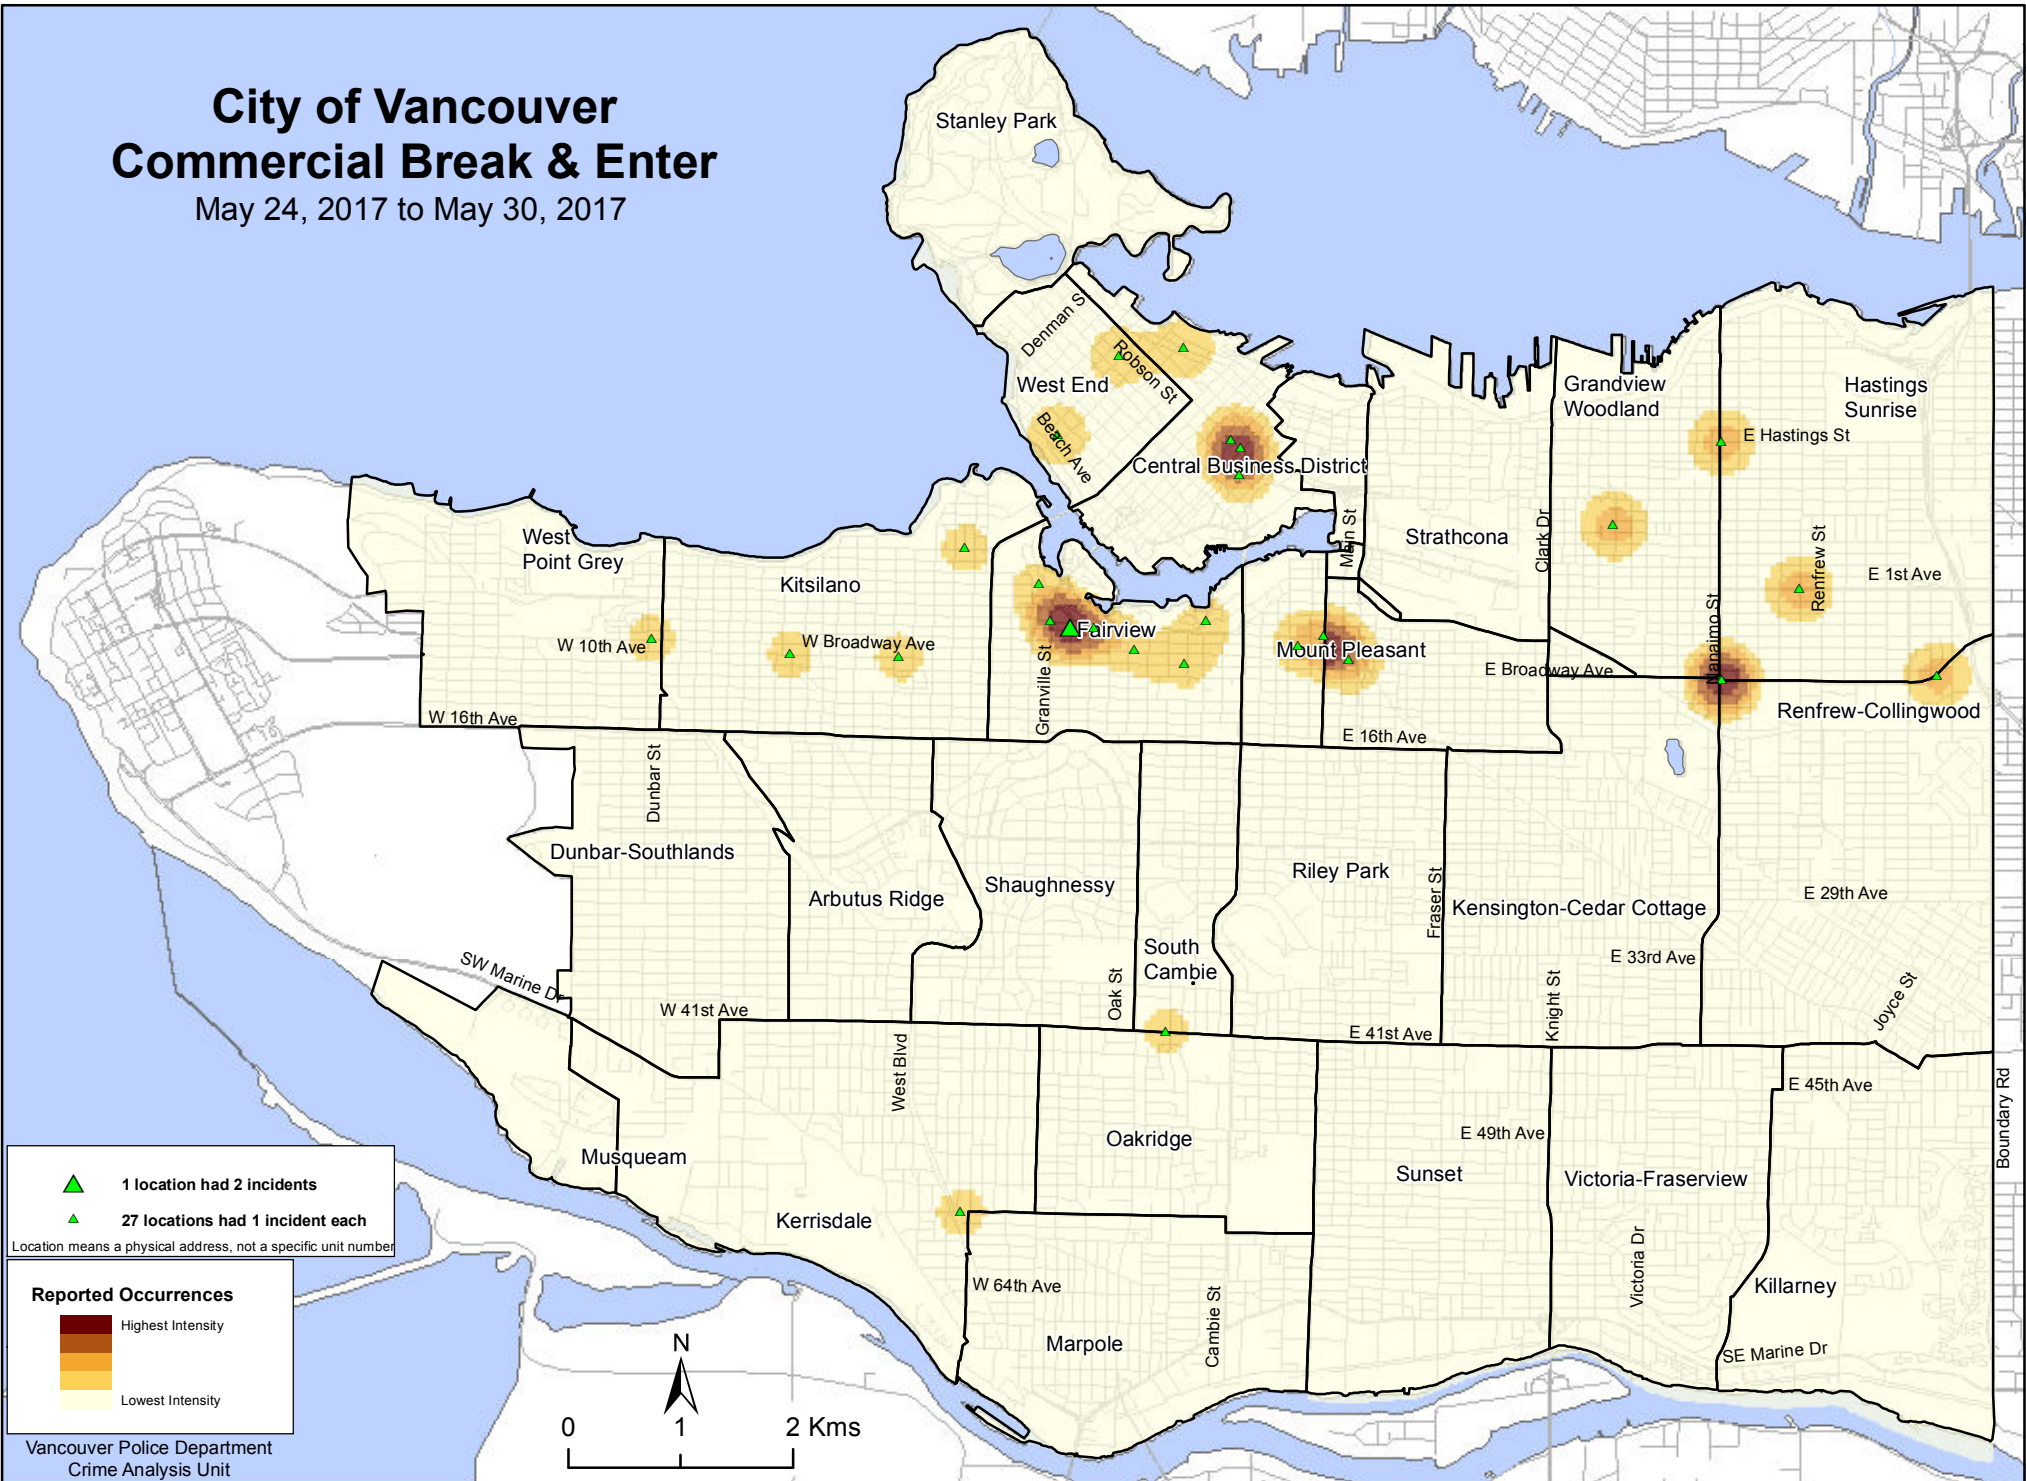 City of Vancouver
Commercial Break & Enter
May 24, 2017 to May 30, 2017
Stanley Park
Denman St
Robson St
West End
Beach Ave
Central Business District
Grandview
Woodland
Hastings
Sunrise
E Hastings St
West
Point Grey
Kitsilano
Main St
Strathcona
Clark Dr
Renfrew St
E 1st Ave
W 10th Ave
W Broadway Ave
Fairview
Granville St
Mount Pleasant
E Broadway Ave
Nanaimo St
Renfrew-Collingwood
W 16th Ave
E 16th Ave
Dunbar St
Dunbar-Southlands
Arbutus Ridge
Shaughnessy
Riley Park
Fraser St
Kensington-Cedar Cottage
E 29th Ave
South
Cambie
E 33rd Ave
SW Marine Dr
W 41st Ave
Oak St
E 41st Ave
Knight St
Joyce St
West Blvd
E 45th Ave
Boundary Rd
Oakridge
E 49th Ave
Musqueam
Sunset
Victoria-Fraserview
Kerrisdale
Victoria Dr
W 64th Ave
Killarney
Marpole
Cambie St
SE Marine Dr
1 location had 2 incidents
27 locations had 1 incident each
Location means a physical address, not a specific unit number
Reported Occurrences
Highest Intensity
Lowest Intensity
Vancouver Police Department
Crime Analysis Unit
N
0 1 2 Kms